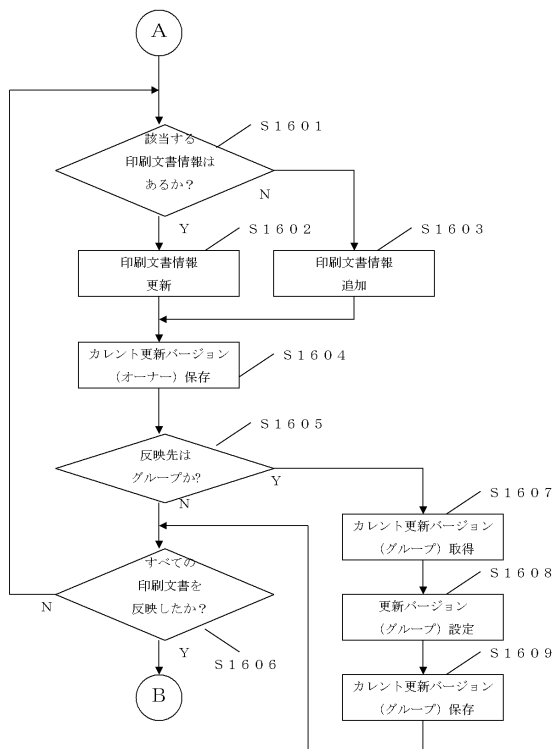 A
S1601
該当する
印刷文書情報は
あるか？
N
Y
S1602
S1603
印刷文書情報
更新
印刷文書情報
追加
カレント更新バージョン
（オーナー）保存
S1604
S1605
反映先は
グループか?
Y
N
S1607
カレント更新バージョン
（グループ）取得
すべての
印刷文書を
反映したか？
N
Y
S1606
S1608
更新バージョン
（グループ）設定
S1609
カレント更新バージョン
（グループ）保存
B